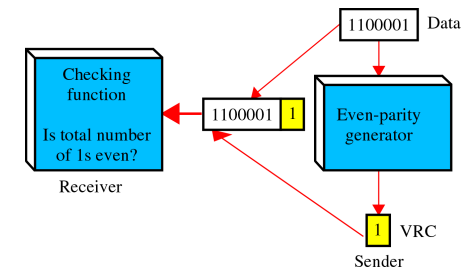 1100001 Data
Checking
function
Is total number
of 1s even?
1100001 1
Even-parity
generator
Receiver
1 VRC
Sender